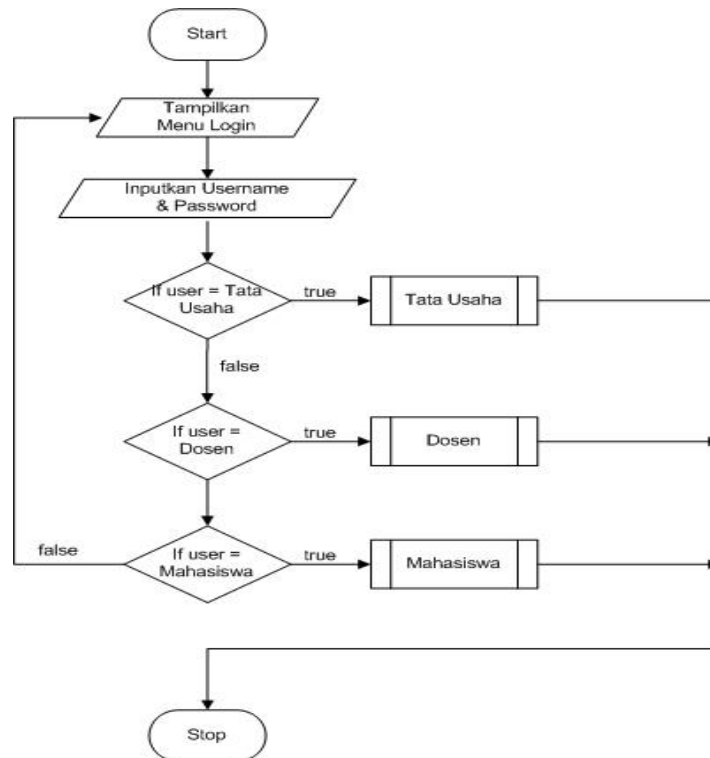 Start
Tampilkan
Menu Login
Inputkan Username
& Password
If user = Tata
Usaha
true
Tata Usaha
false
If user =
Dosen
true
Dosen
false
If user =
Mahasiswa
true
Mahasiswa
Stop